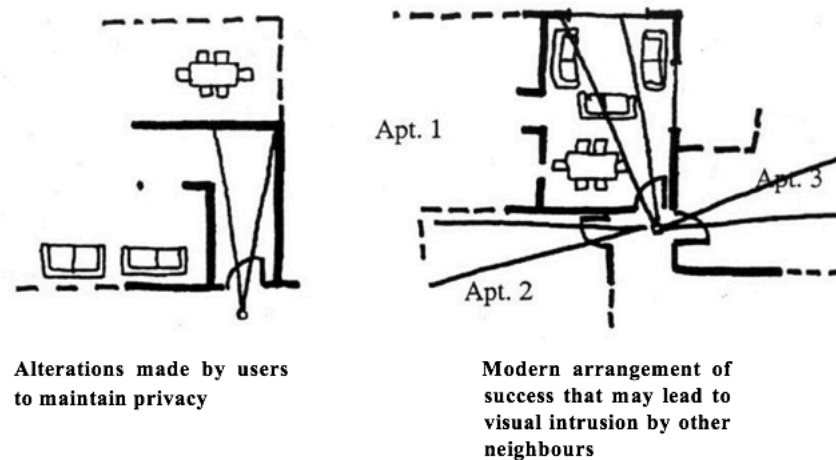 Apt. 1
Apt. 3
Apt. 2
Alterations made by users
to maintain privacy
Modern arrangement of
success that may lead to
visual intrusion by other
neighbours